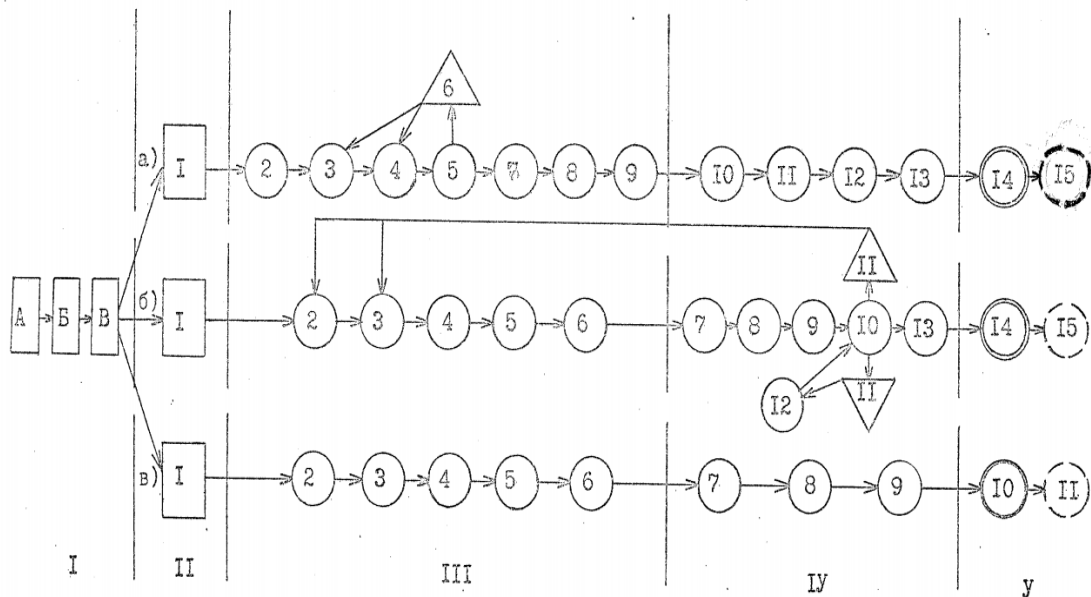 6
а) I 2 3 4 5 7 8 9 I0 II I2 I3 I4 I5
II
А Б В б) I 2 3 4 5 6 7 8 9 I0 I3 I4 I5
I2 II
в) I 2 3 4 5 6 7 8 9 I0 II
I II III IУ У